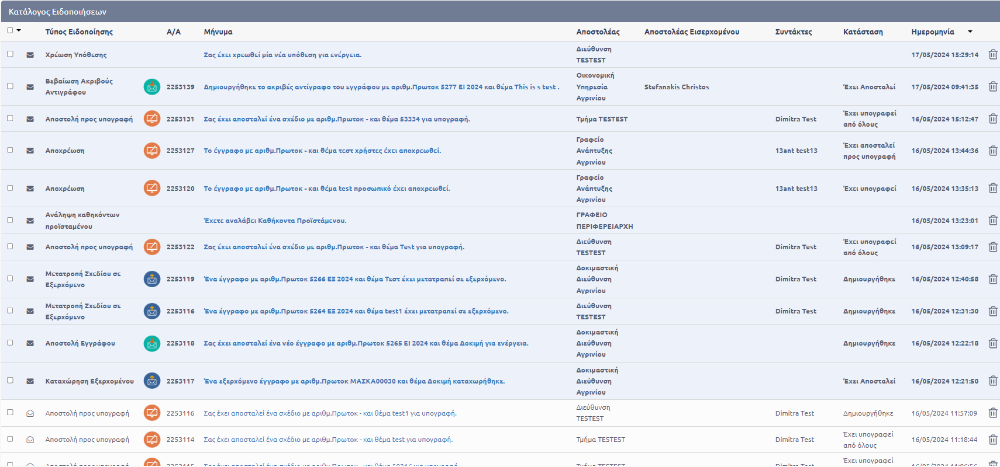 Κατάλογος Ειδοποιήσεων
Τύπος Ειδοποίησης Α/Α Μήνυμα Αποστολέας Αποστολέας Εισερχομένου Συντάκτες Κατάσταση Ημερομηνία
Χρέωση Υπόθεσης Σας έχει χρεωθεί μία νέα υπόθεση για ενέργεια. Διεύθυνση 17/05/2024 15:29:14
TESTEST
Βεβαίωση Ακριβούς Οικονομική
Αντιγράφου 2253139 Δημιουργήθηκε το ακριβές αντίγραφο του εγγράφου με αριθμ.Πρωτοκ 5277 ΕΙ 2024 και θέμα This is s test . Υπηρεσία Stefanakis Christos Έχει Αποσταλεί 17/05/2024 09:41:35
Αγρινίου
Αποστολή προς υπογραφή 2253131 Σας έχει αποσταλεί ένα σχέδιο με αριθμ.Πρωτοκ - και θέμα 53334 για υπογραφή. Τμήμα TESTEST Dimitra Test Έχει υπογραφεί 16/05/2024 15:12:47
από όλους
Γραφείο
Αποχρέωση 2253127 Το έγγραφο με αριθμ.Πρωτοκ - και θέμα τεστ χρήστες έχει αποχρεωθεί. Ανάπτυξης 13ant test13 Έχει αποσταλεί 16/05/2024 13:44:36
Αγρινίου προς υπογραφή
Γραφείο
Αποχρέωση 2253120 Το έγγραφο με αριθμ.Πρωτοκ - και θέμα test προσωπικό έχει αποχρεωθεί. Ανάπτυξης 13ant test13 Έχει υπογραφεί 16/05/2024 13:35:13
Αγρινίου
Ανάληψη καθηκόντων Έχετε αναλάβει Καθήκοντα Προϊστάμενου. ΓΡΑΦΕΙΟ 16/05/2024 13:23:01
προϊσταμένου ΠΕΡΙΦΕΡΕΙΑΡΧΗ
Αποστολή προς υπογραφή 2253122 Σας έχει αποσταλεί ένα σχέδιο με αριθμ.Πρωτοκ - και θέμα Test για υπογραφή. Διεύθυνση Dimitra Test Έχει υπογραφεί 16/05/2024 13:09:17
TESTEST από όλους
Μετατροπή Σχεδίου σε Δοκιμαστική
Εξερχόμενο 2253119 Ένα έγγραφο με αριθμ.Πρωτοκ 5266 ΕΞ 2024 και θέμα Τεστ έχει μετατραπεί σε εξερχόμενο. Διεύθυνση Dimitra Test Δημιουργήθηκε 16/05/2024 12:40:58
Αγρινίου
Μετατροπή Σχεδίου σε 2253116 Ένα έγγραφο με αριθμ.Πρωτοκ 5264 ΕΞ 2024 και θέμα test1 έχει μετατραπεί σε εξερχόμενο. Διεύθυνση Dimitra Test Δημιουργήθηκε 16/05/2024 12:31:30
Εξερχόμενο TESTEST
Δοκιμαστική
Αποστολή Εγγράφου 2253118 Σας έχει αποσταλεί ένα νέο έγγραφο με αριθμ.Πρωτοκ 5265 ΕΙ 2024 και θέμα Δοκιμή για ενέργεια. Διεύθυνση Δημιουργήθηκε 16/05/2024 12:22:18
Αγρινίου
Δοκιμαστική
Καταχώρηση Εξερχομένου 2253117 Ένα εξερχόμενο έγγραφο με αριθμ.Πρωτοκ ΜΑΣΚΑ00030 και θέμα Δοκιμή καταχωρήθηκε. Διεύθυνση Έχει Αποσταλεί 16/05/2024 12:21:50
Αγρινίου
Αποστολή προς υπογραφή 2253116 Σας έχει αποσταλεί ένα σχέδιο με αριθμ.Πρωτοκ - και θέμα test1 για υπογραφή. Διεύθυνση Dimitra Test Δημιουργήθηκε 16/05/2024 11:57:09
TESTEST
Αποστολή προς υπογραφή 2253114 Σας έχει αποσταλεί ένα σχέδιο με αριθμ.Πρωτοκ - και θέμα test για υπογραφή. Τμήμα TESTEST Dimitra Test Έχει υπογραφεί 16/05/2024 11:18:44
από όλους
Έχει υπογραφεί